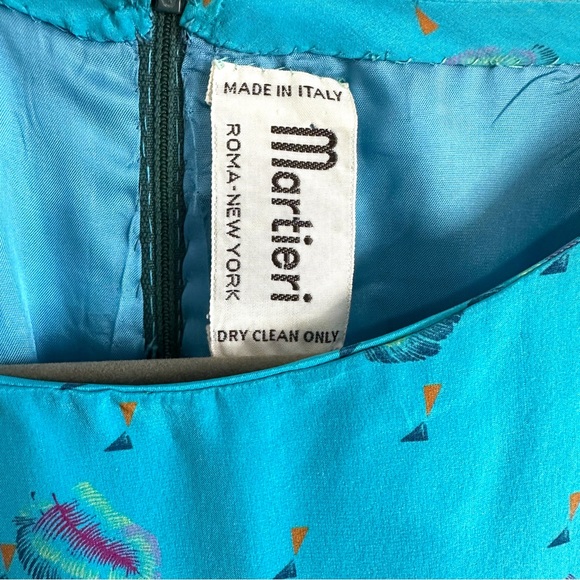 MADE IN ITALY
martieri
ROMA-NEW YORK
DRY CLEAN ONLY